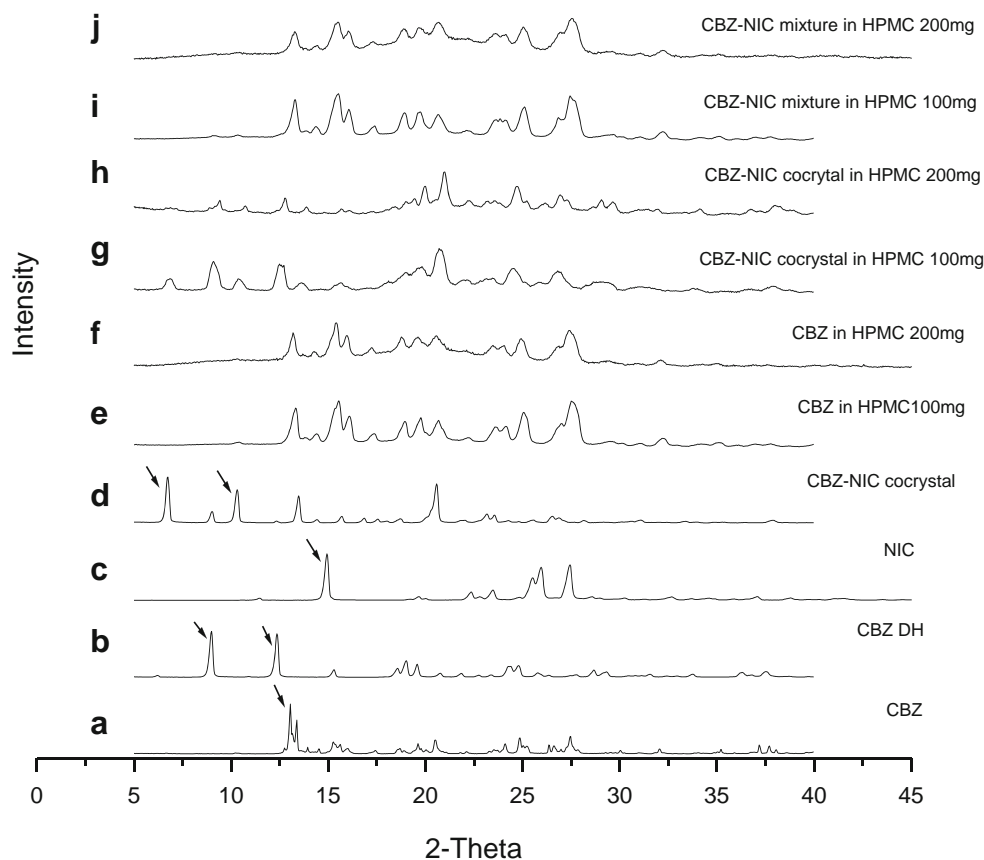 j CBZ-NIC mixture in HPMC 200mg
i CBZ-NIC mixture in HPMC 100mg
h CBZ-NIC cocrytal in HPMC 200mg
g CBZ-NIC cocrystal in HPMC 100mg
f CBZ in HPMC 200mg
e CBZ in HPMC100mg
d CBZ-NIC cocrystal
c NIC
b CBZ DH
a CBZ
Intensity
0 5 10 15 20 25 30 35 40 45
2-Theta